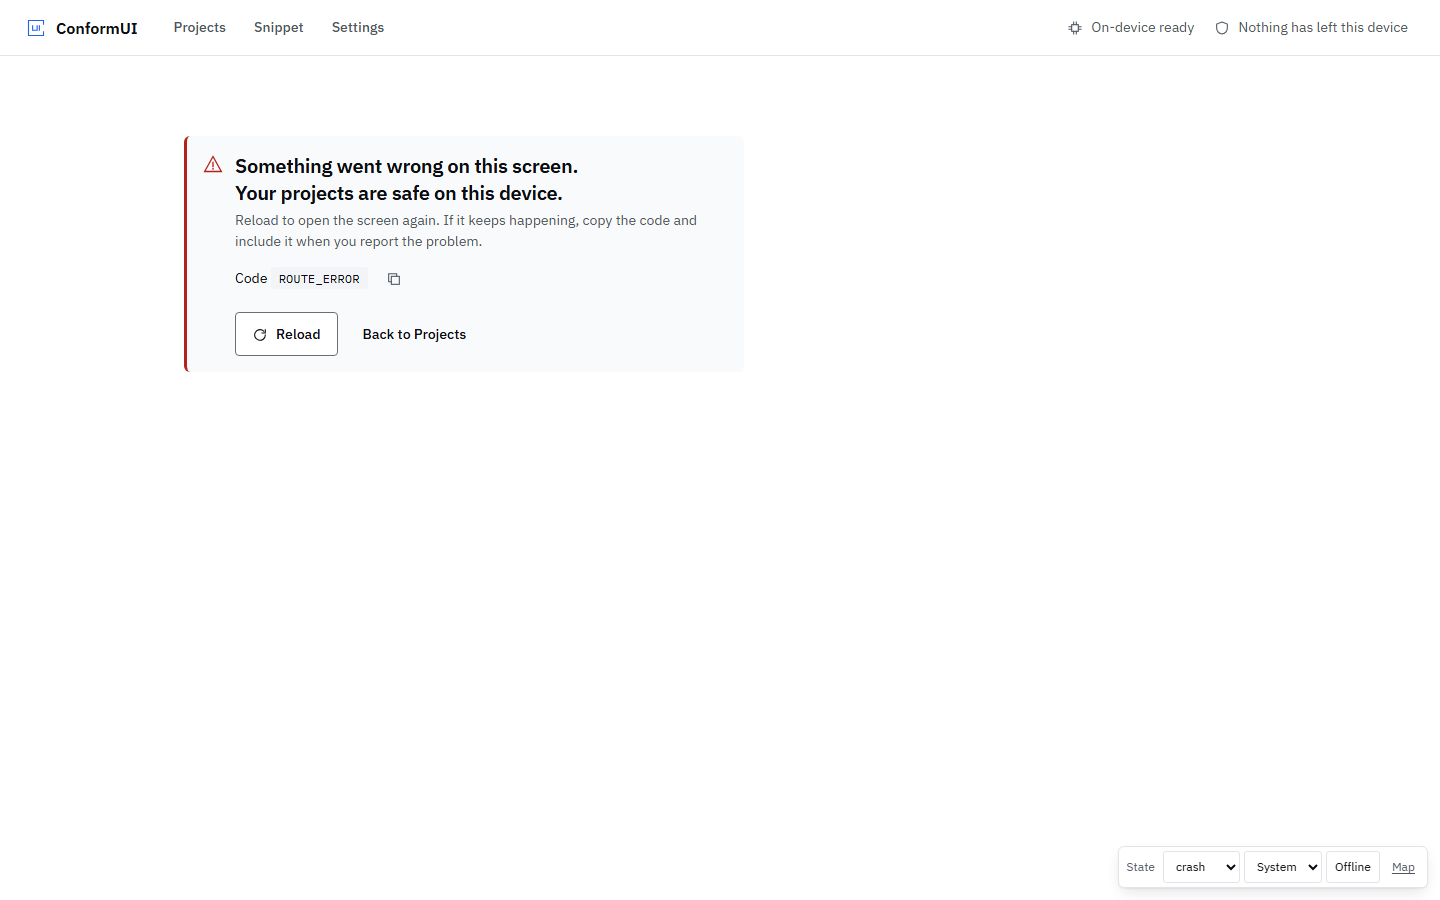 UI ConformUI Projects Snippet Settings On-device ready Nothing has left this device
Something went wrong on this screen.
Your projects are safe on this device.
Reload to open the screen again. If it keeps happening, copy the code and
include it when you report the problem.
Code ROUTE_ERROR
Reload Back to Projects
State crash System Offline Map